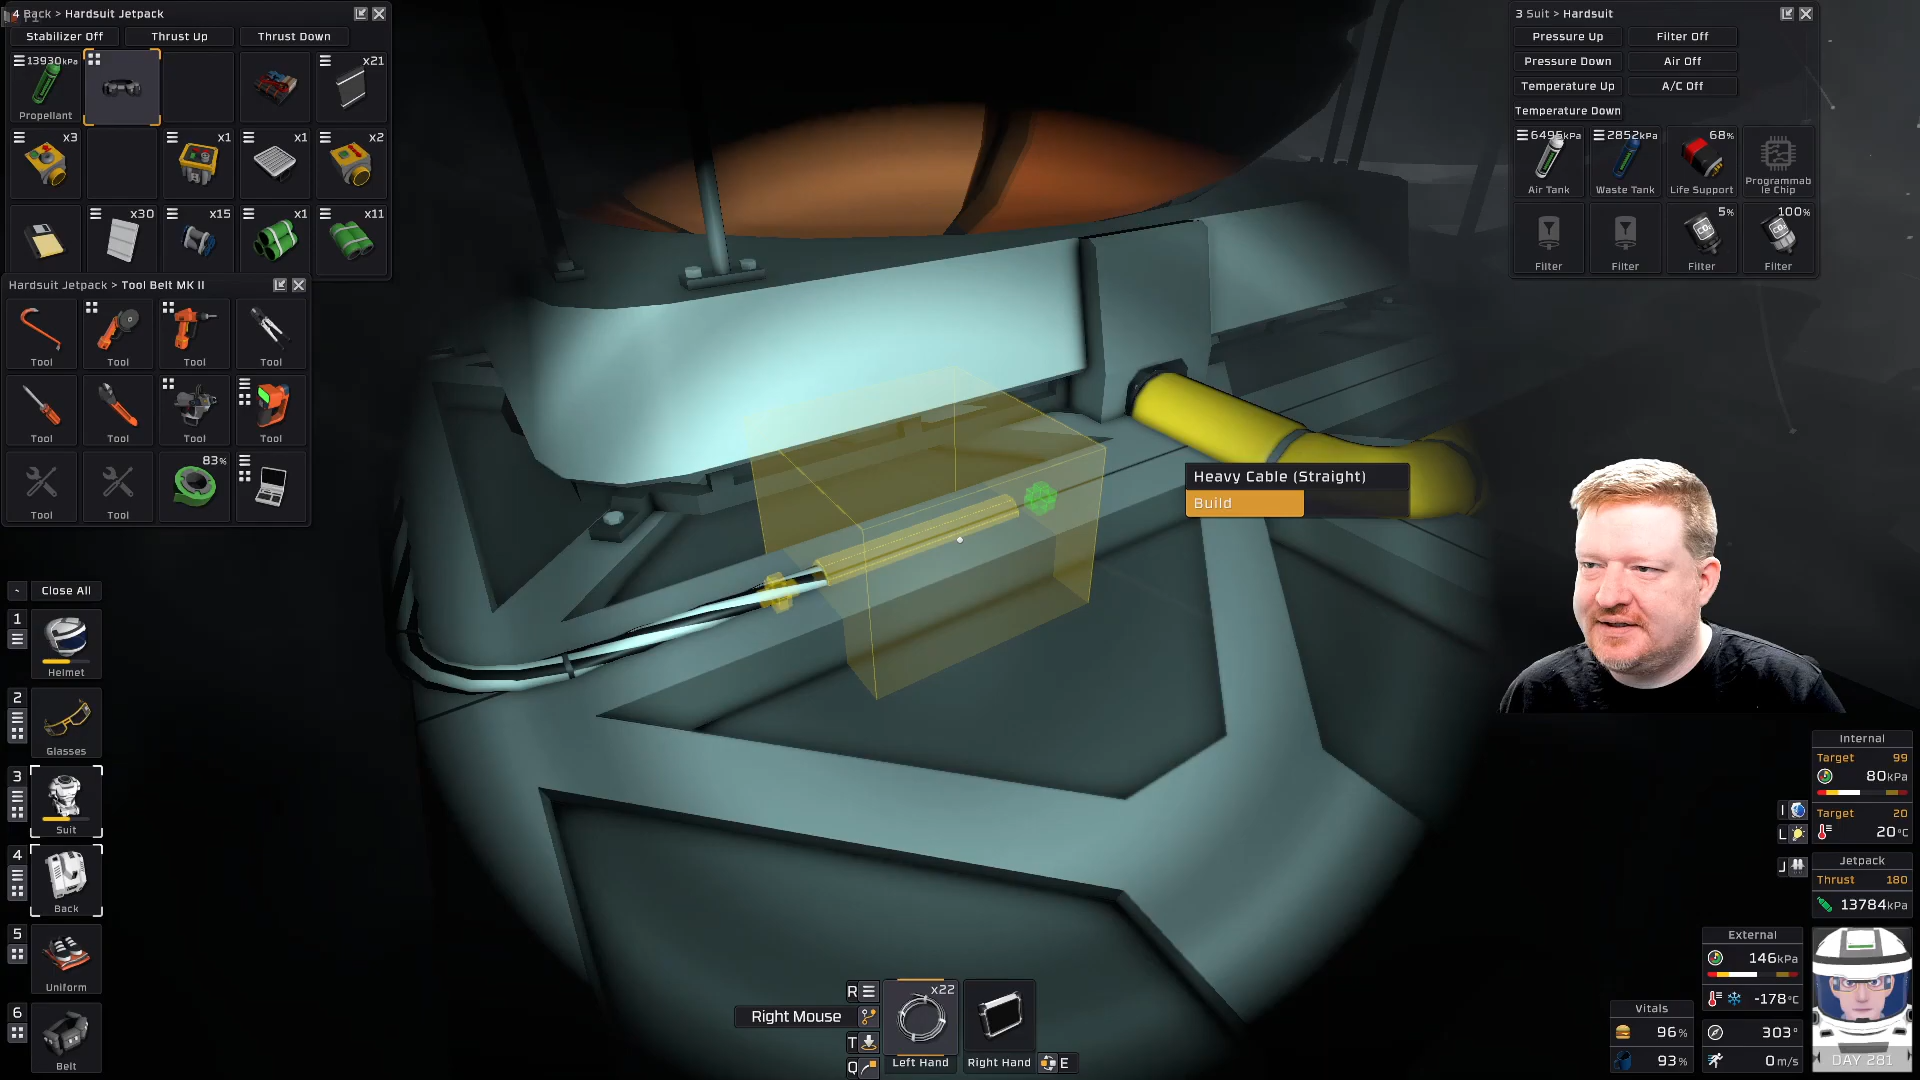 4 Back > Hardsuit Jetpack
Stabilizer Off
Thrust Up
Thrust Down
13930kPa
x21
Propellant
x3
x1
x1
x2
x30
x15
x1
x11
Hardsuit Jetpack > Tool Belt MK II
Tool
Tool
Tool
Tool
Tool
Tool
Tool
Tool
83%
Tool
Tool
~
Close All
1
Helmet
2
Glasses
3
Suit
4
Back
5
Uniform
6
Belt
3 Suit > Hardsuit
Pressure Up
Filter Off
Pressure Down
Air Off
Temperature Up
A/C Off
Temperature Down
6495kPa
2852kPa
68%
Air Tank
Waste Tank
Life Support
Programmab
le Chip
5%
100%
Filter
Filter
Filter
Filter
Heavy Cable (Straight)
Build
R
x22
Right Mouse
T
Q
Left Hand
Right Hand
E
Internal
Target 99
80kPa
Target 20
20°C
I
L
J
Jetpack
Thrust 180
13784kPa
External
146kPa
-178°C
Vitals
96%
303°
93%
0m/s
DAY 281